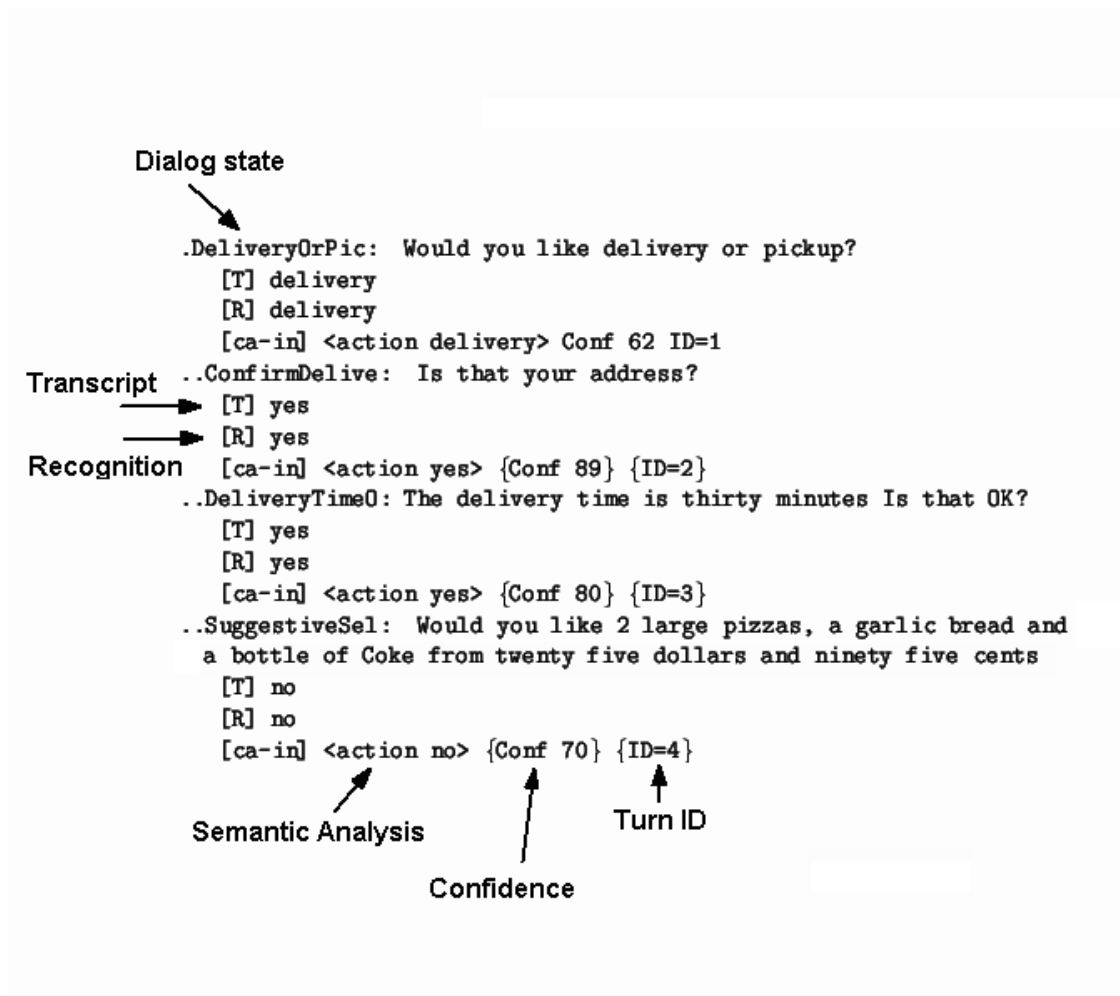 Dialog state
.DeliveryOrPic: Would you like delivery or pickup?
[T] delivery
[R] delivery
[ca-in] <action delivery> Conf 62 ID=1
..ConfirmDelive: Is that your address?
Transcript
[T] yes
[R] yes
Recognition
[ca-in] <action yes> {Conf 89} {ID=2}
..DeliveryTimeO: The delivery time is thirty minutes Is that OK?
[T] yes
[R] yes
[ca-in] <action yes> {Conf 80} {ID=3}
..SuggestiveSel: Would you like 2 large pizzas, a garlic bread and
a bottle of Coke from twenty five dollars and ninety five cents
[T] no
[R] no
[ca-in] <action no> {Conf 70} {ID=4}
Semantic Analysis
Turn ID
Confidence